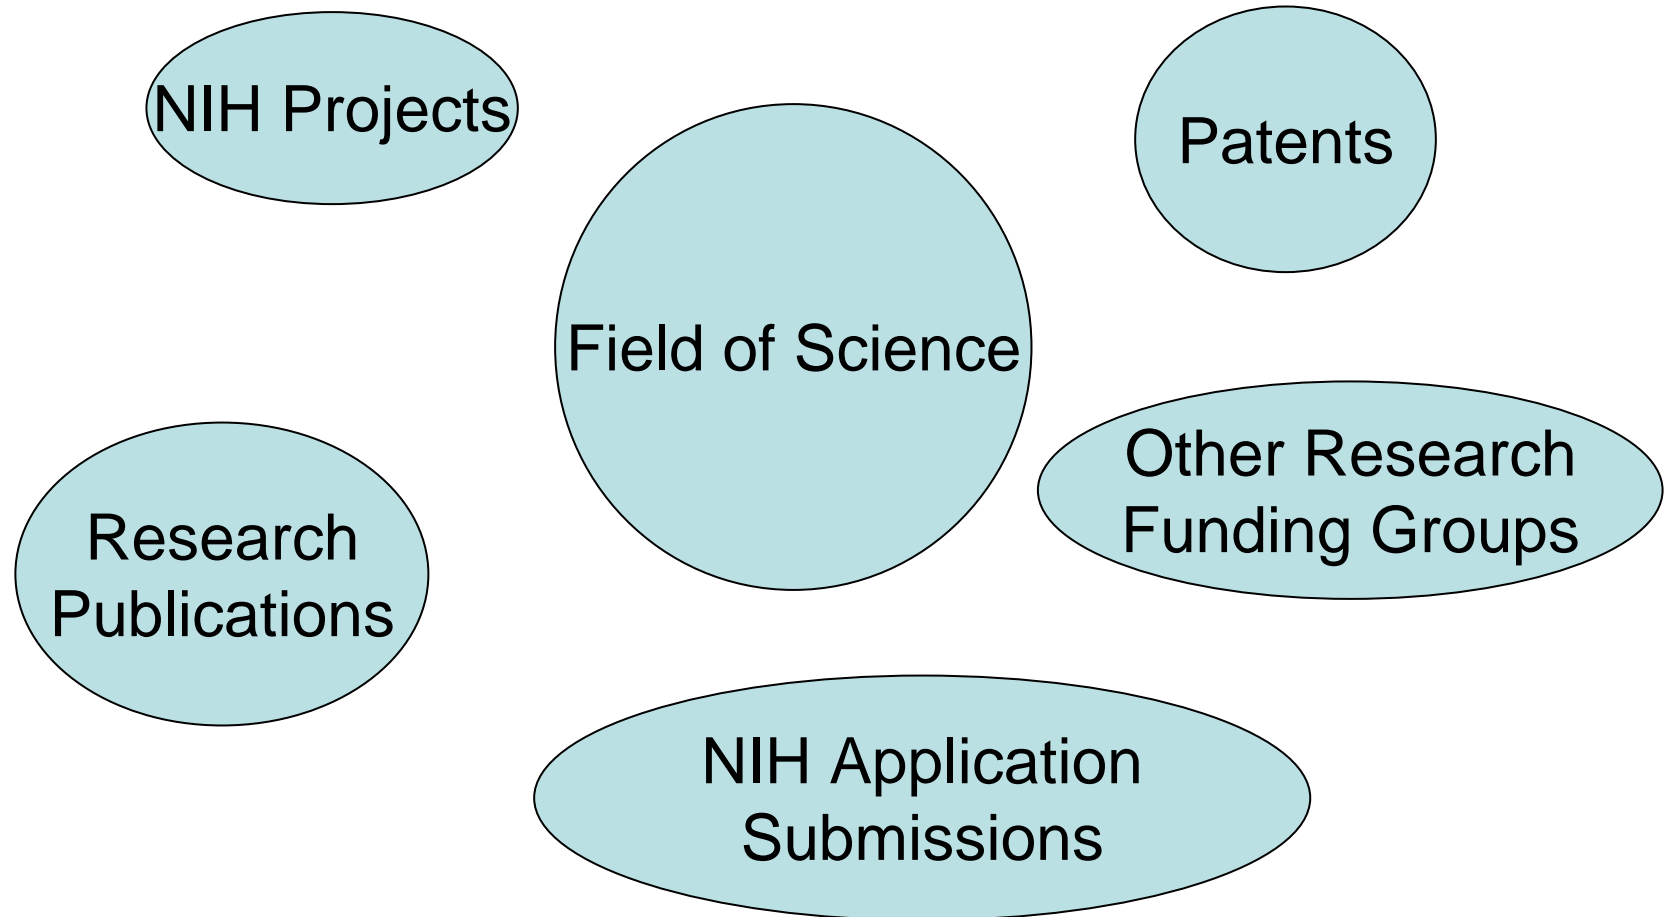 NIH Projects
Patents
Field of Science
Other Research
Funding Groups
Research
Publications
NIH Application
Submissions